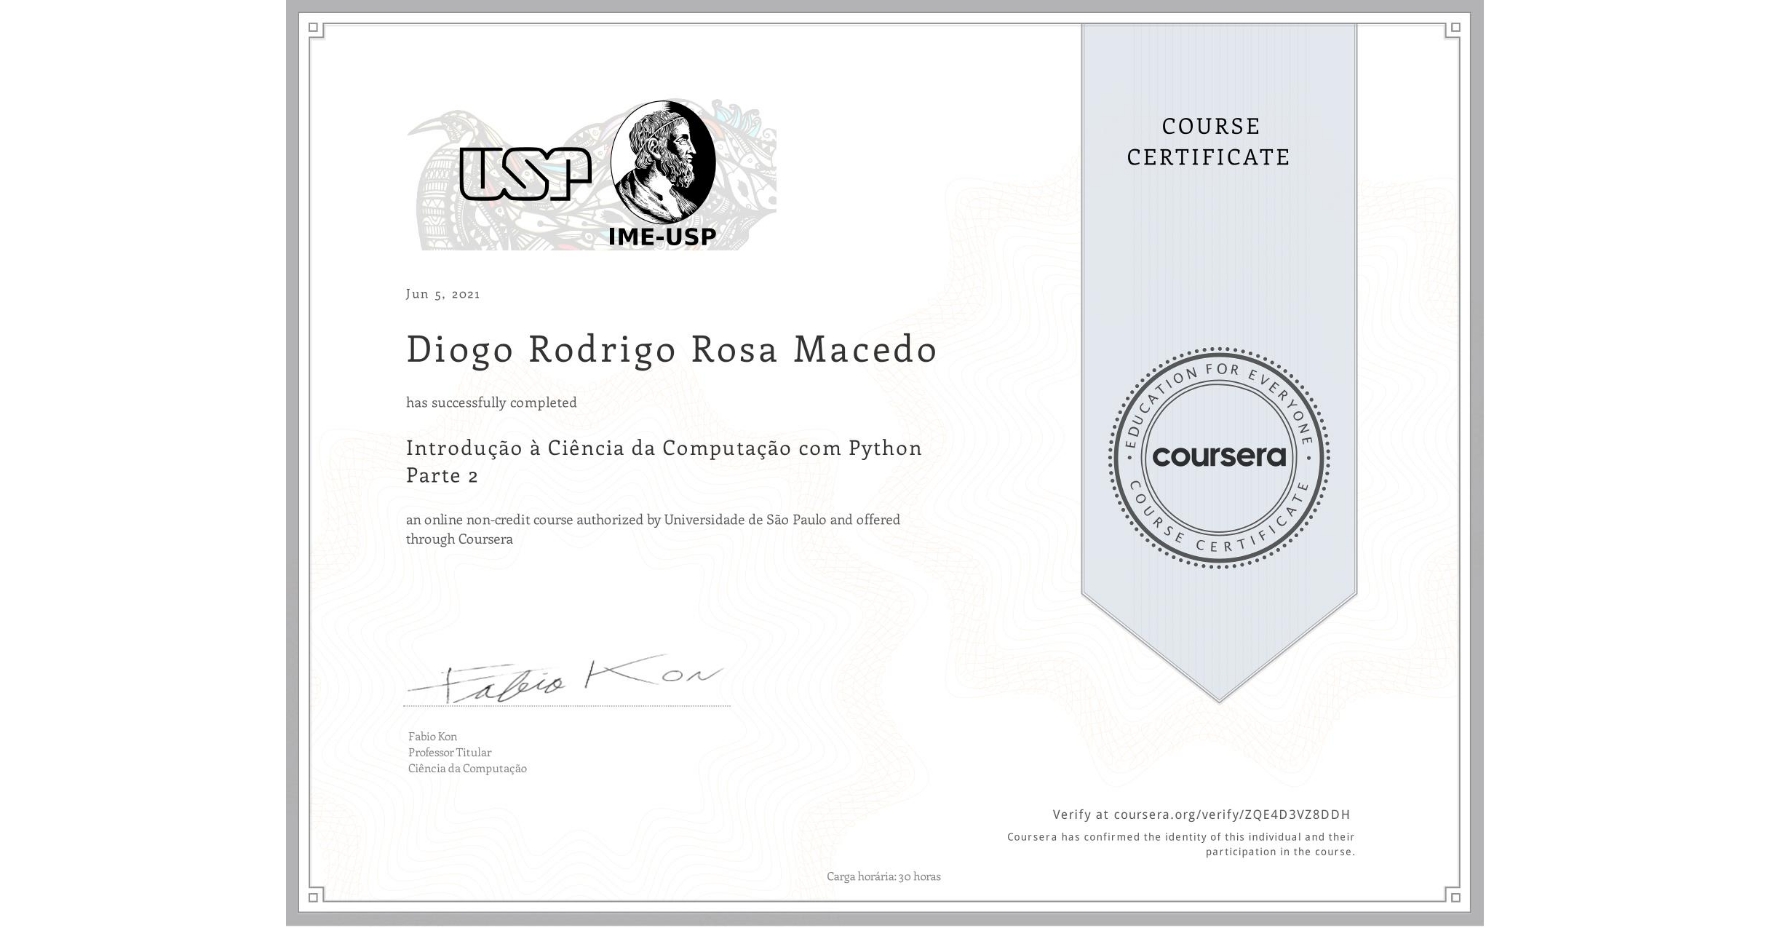 USP
IME-USP
COURSE
CERTIFICATE
Jun 5, 2021
Diogo Rodrigo Rosa Macedo
has successfully completed
Introdução à Ciência da Computação com Python
Parte 2
an online non-credit course authorized by Universidade de São Paulo and offered
through Coursera
EDUCATION FOR EVERYONE
coursera
COURSE CERTIFICATE
Fabio Kon
Fabio Kon
Professor Titular
Ciência da Computação
Verify at coursera.org/verify/ZQE4D3VZ8DDH
Coursera has confirmed the identity of this individual and their
participation in the course.
Carga horária: 30 horas